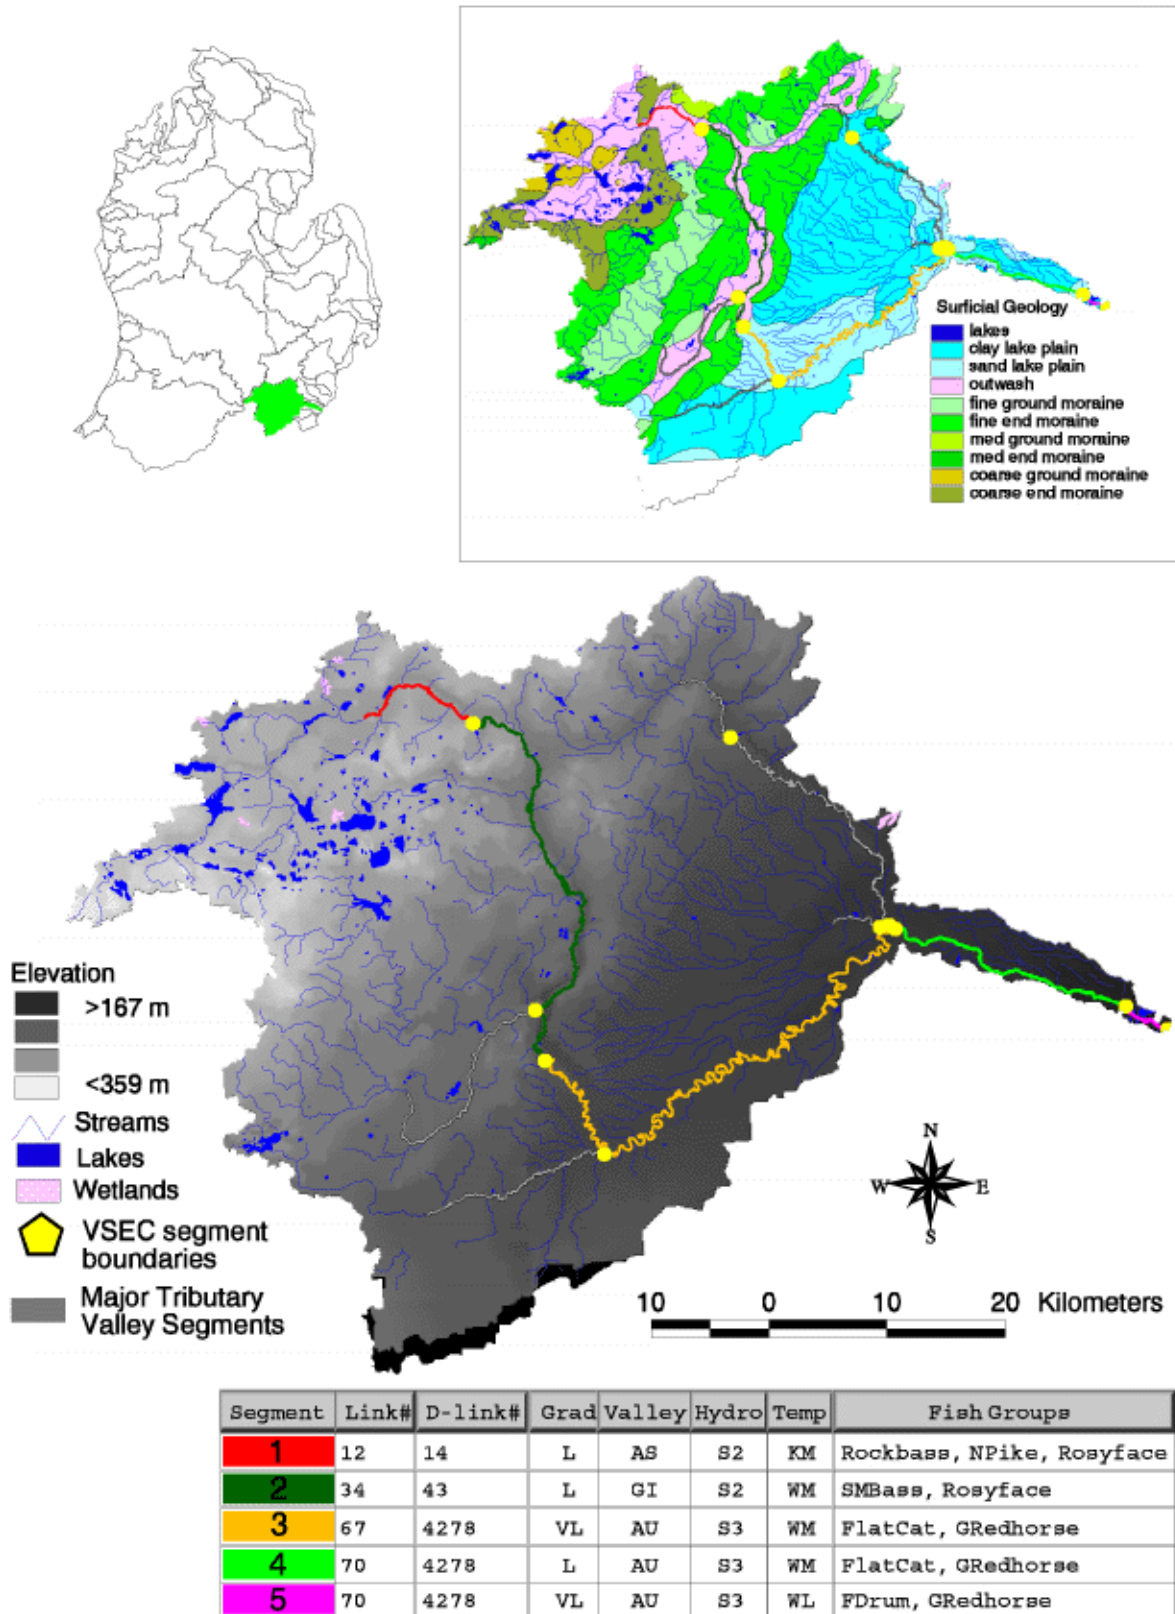 Surficial Geology
lakes
clay lake plain
sand lake plain
outwash
fine ground moraine
fine end moraine
med ground moraine
med end moraine
coarse ground moraine
coarse end moraine
Elevation
>167 m
<359 m
Streams
Lakes
Wetlands
VSEC segment
boundaries
Major Tributary
Valley Segments
N
W E
S
10 0 10 20 Kilometers
Segment Link# D-link# Grad Valley Hydro Temp Fish Groups
1 12 14 L AS S2 KM Rockbass, NPike, Rosyface
2 34 43 L GI S2 WM SMBass, Rosyface
3 67 4278 VL AU S3 WM FlatCat, GRedhorse
4 70 4278 L AU S3 WM FlatCat, GRedhorse
5 70 4278 VL AU S3 WL FDrum, GRedhorse